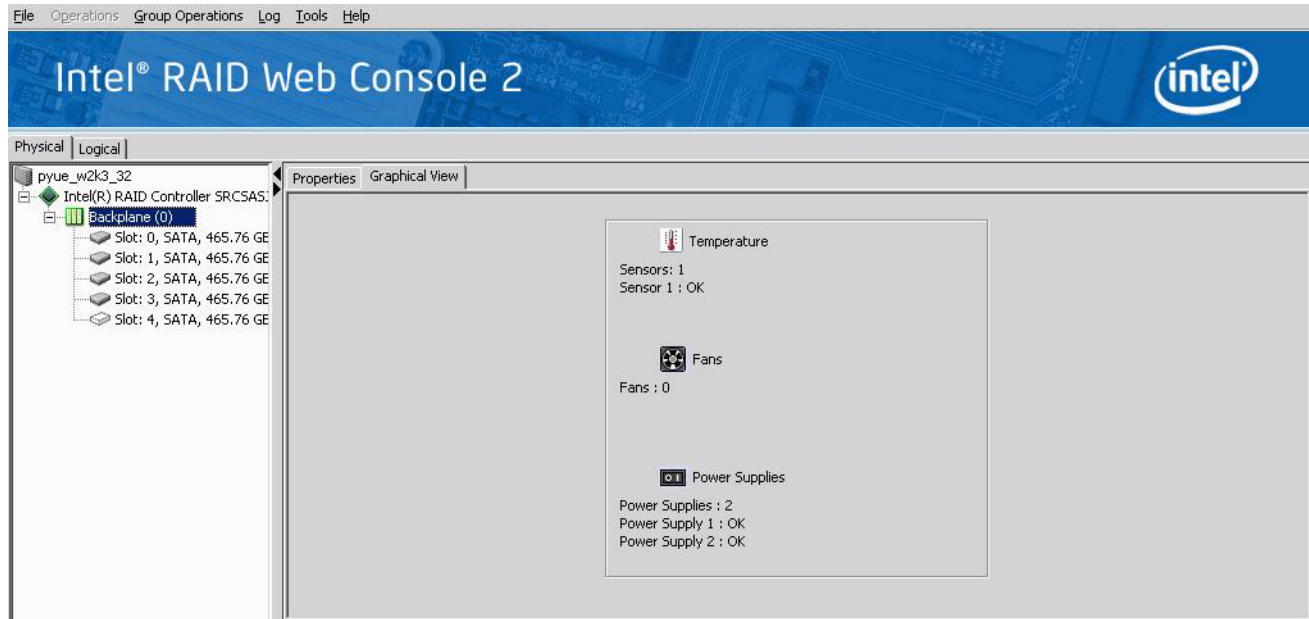 File Operations Group Operations Log Tools Help
Intel® RAID Web Console 2
intel
Physical Logical
pyue_w2k3_32
Intel(R) RAID Controller SRCSAS
Backplane (0)
Slot: 0, SATA, 465.76 GE
Slot: 1, SATA, 465.76 GE
Slot: 2, SATA, 465.76 GE
Slot: 3, SATA, 465.76 GE
Slot: 4, SATA, 465.76 GE
Properties Graphical View
Temperature
Sensors: 1
Sensor 1 : OK
Fans
Fans : 0
Power Supplies
Power Supplies : 2
Power Supply 1 : OK
Power Supply 2 : OK